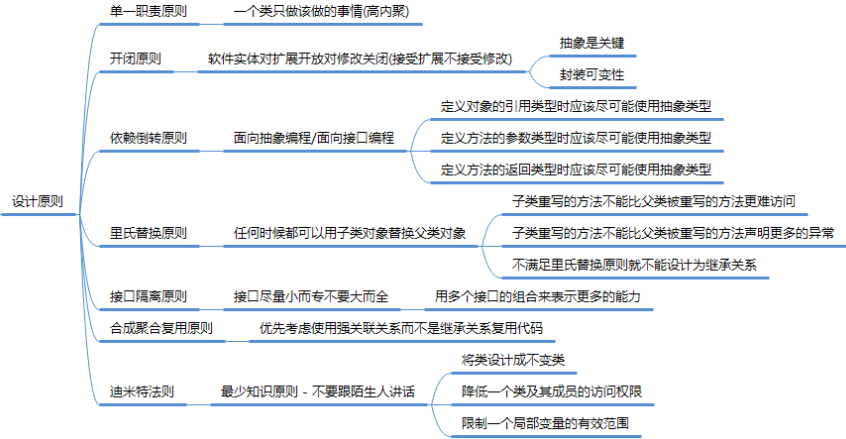 设计原则
单一职责原则
一个类只做该做的事情(高内聚)
开闭原则
软件实体对扩展开放对修改关闭(接受扩展不接受修改)
抽象是关键
封装可变性
依赖倒转原则
面向抽象编程/面向接口编程
定义对象的引用类型时应该尽可能使用抽象类型
定义方法的参数类型时应该尽可能使用抽象类型
定义方法的返回类型时应该尽可能使用抽象类型
里氏替换原则
任何时候都可以用子类对象替换父类对象
子类重写的方法不能比父类被重写的方法更难访问
子类重写的方法不能比父类被重写的方法声明更多的异常
不满足里氏替换原则就不能设计为继承关系
接口隔离原则
接口尽量小而专不要大而全
用多个接口的组合来表示更多的能力
合成聚合复用原则
优先考虑使用强关联关系而不是继承关系复用代码
迪米特法则
最少知识原则 - 不要跟陌生人讲话
将类设计成不变类
降低一个类及其成员的访问权限
限制一个局部变量的有效范围